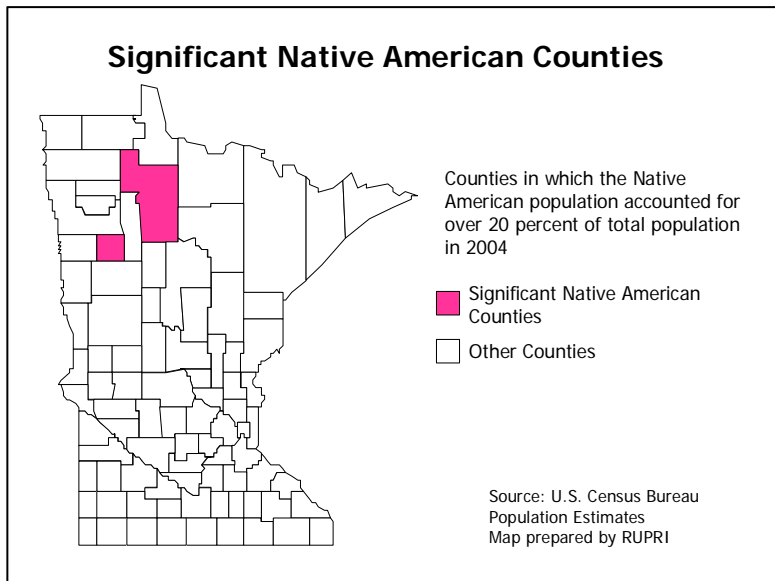 Significant Native American Counties
Counties in which the Native
American population accounted for
over 20 percent of total population
in 2004
Significant Native American
Counties
Other Counties
Source: U.S. Census Bureau
Population Estimates
Map prepared by RUPRI